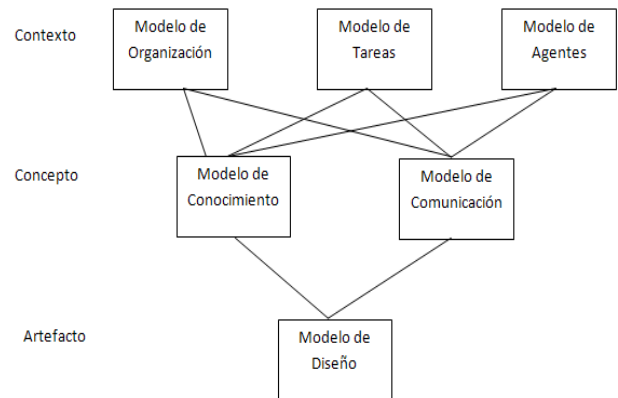 Contexto
Modelo de
Organización
Modelo de
Tareas
Modelo de
Agentes
Concepto
Modelo de
Conocimiento
Modelo de
Comunicación
Artefacto
Modelo de
Diseño